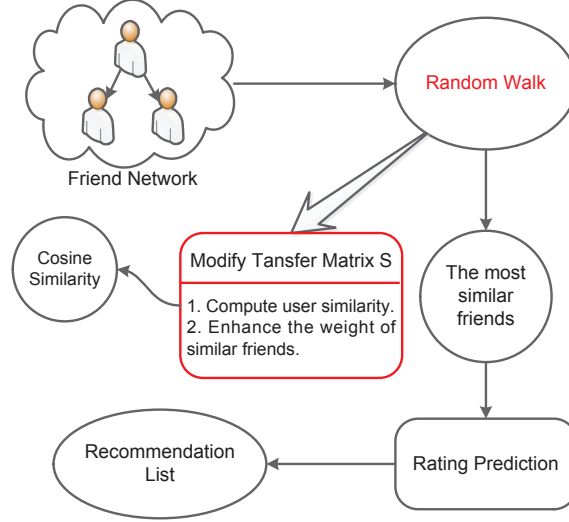 Random Walk
Friend Network
Cosine
Similarity
Modify Tansfer Matrix S
1. Compute user similarity.
2. Enhance the weight of
similar friends.
The most
similar
friends
Recommendation
List
Rating Prediction